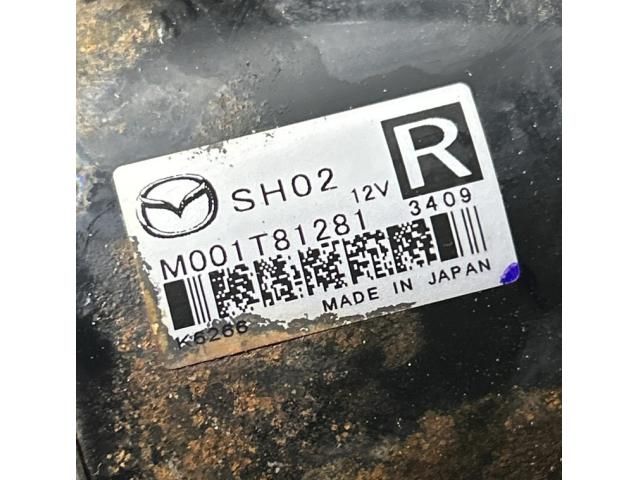 SH02 12V R
M001T81281 3409
MADE IN JAPAN
K5266